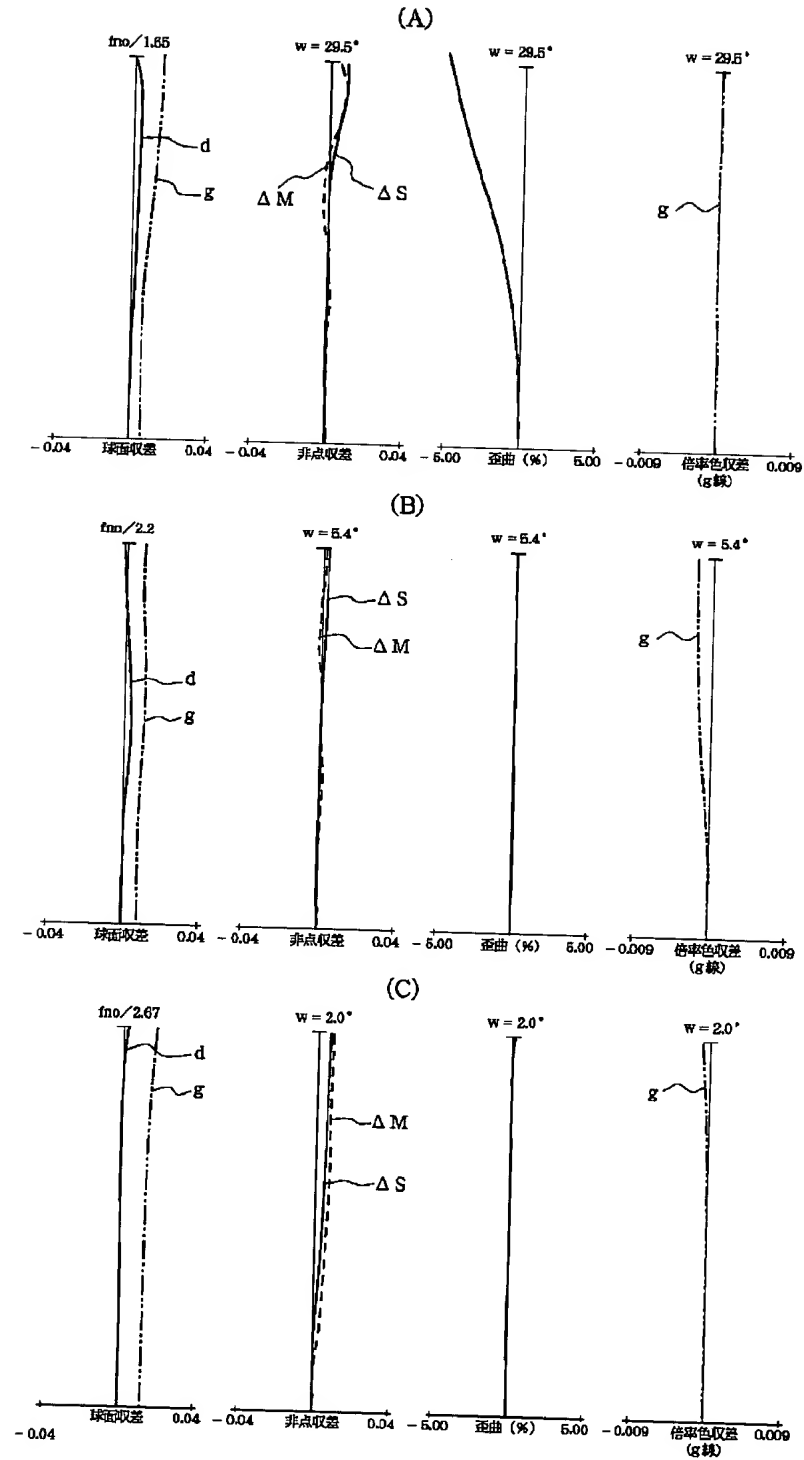 (A)
fno/1.65
w = 29.5°
w = 29.5°
w = 29.5°
d
g
ΔM
ΔS
g
-0.04
球面収差
0.04
-0.04
非点収差
0.04
-5.00
歪曲 (%)
5.00
-0.009
倍率色収差
(g線)
0.009
(B)
fno/2.2
w = 5.4°
w = 5.4°
w = 5.4°
ΔS
ΔM
d
g
g
-0.04
球面収差
0.04
-0.04
非点収差
0.04
-5.00
歪曲 (%)
5.00
-0.009
倍率色収差
(g線)
0.009
(C)
fno/2.67
w = 2.0°
w = 2.0°
w = 2.0°
d
g
g
ΔM
ΔS
-0.04
球面収差
0.04
-0.04
非点収差
0.04
-5.00
歪曲 (%)
5.00
-0.009
倍率色収差
(g線)
0.009